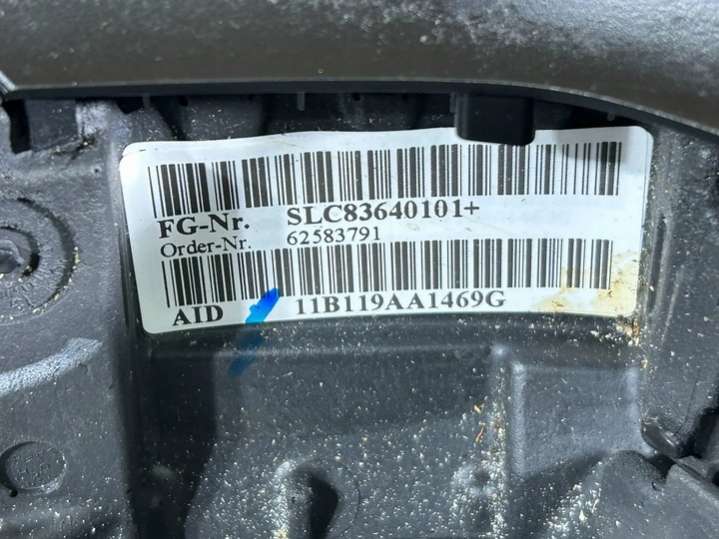 FG-Nr. SLC83640101+
Order-Nr. 62583791
AID 11B119AA1469G